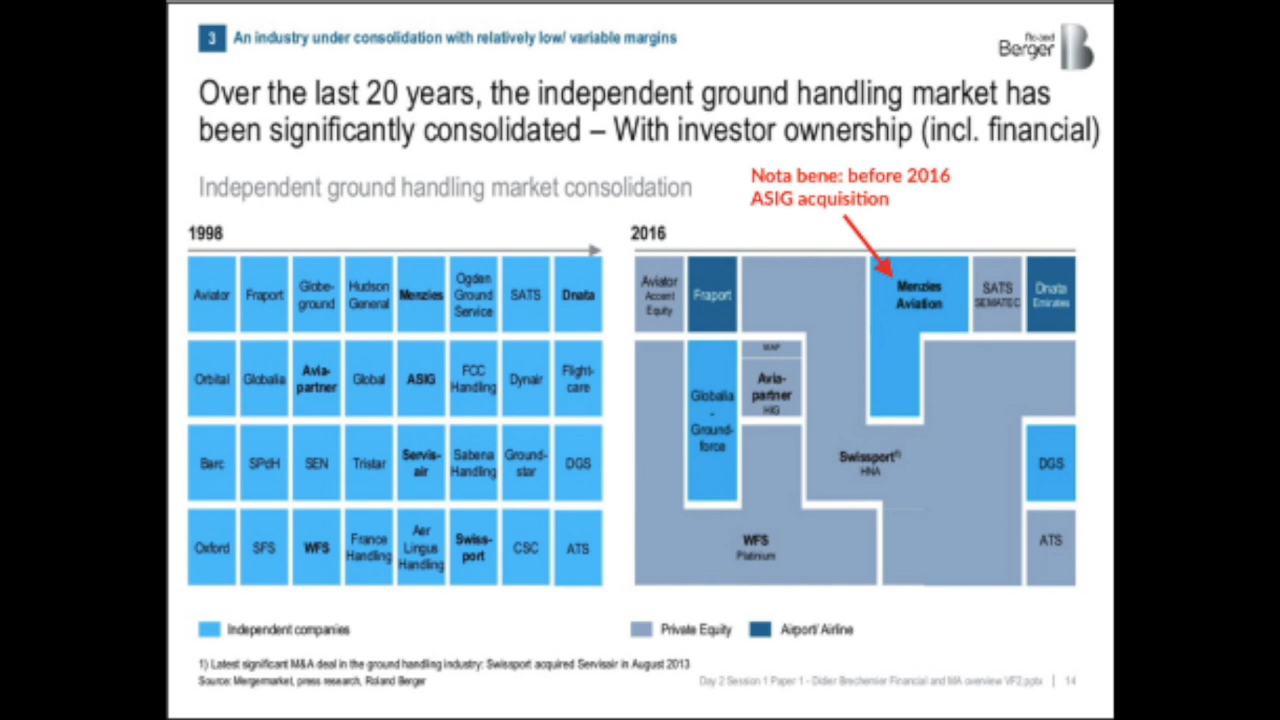 3 An industry under consolidation with relatively low/ variable margins
Roland
Berger
Over the last 20 years, the independent ground handling market has
been significantly consolidated – With investor ownership (incl. financial)
Independent ground handling market consolidation
Nota bene: before 2016
ASIG acquisition
1998
Aviator
Fraport
Globe-
ground
Hudson
General
Menzies
Ogden
Ground
Service
SATS
Dnata
Orbital
Globalia
Avia-
partner
Global
ASIG
FCC
Handling
Dynair
Flight-
care
Barc
SPdH
SEN
Tristar
Servis-
air
Sabena
Handling
Ground-
star
DGS
Oxford
SFS
WFS
France
Handling
Aer
Lingus
Handling
Swiss-
port
CSC
ATS
2016
Aviator
Accent
Equity
Fraport
Menzies
Aviation
SATS
Dnata
Emirates
Globalia
-
Ground-
force
Avia-
partner
HIG
Swissport¹⁾
HNA
DGS
WFS
Platinium
ATS
Independent companies
Private Equity
Airport/ Airline
1) Latest significant M&A deal in the ground handling industry: Swissport acquired Servisair in August 2013
Source: Mergermarket, press research, Roland Berger
Day 2 Session 1 Paper 1 - Didier Brechemier Financial and MA overview VF2.pptx | 14